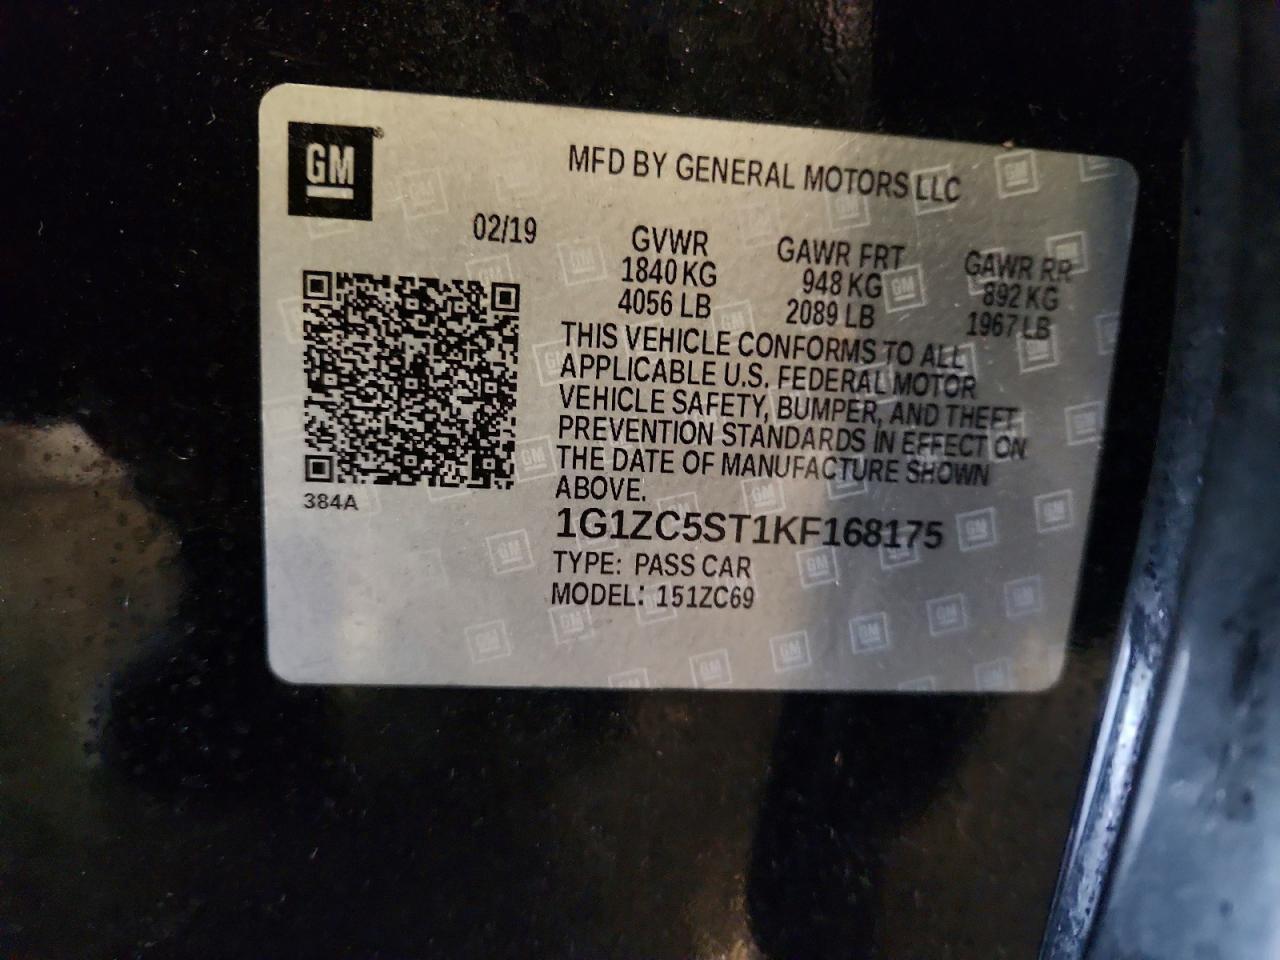 GM
MFD BY GENERAL MOTORS LLC
02/19
GVWR GAWR FRT GAWR RR
1840 KG 948 KG 892 KG
4056 LB 2089 LB 1967 LB
THIS VEHICLE CONFORMS TO ALL
APPLICABLE U.S. FEDERAL MOTOR
VEHICLE SAFETY, BUMPER, AND THEFT
PREVENTION STANDARDS IN EFFECT ON
THE DATE OF MANUFACTURE SHOWN
ABOVE.
384A
1G1ZC5ST1KF168175
TYPE: PASS CAR
MODEL: 151ZC69